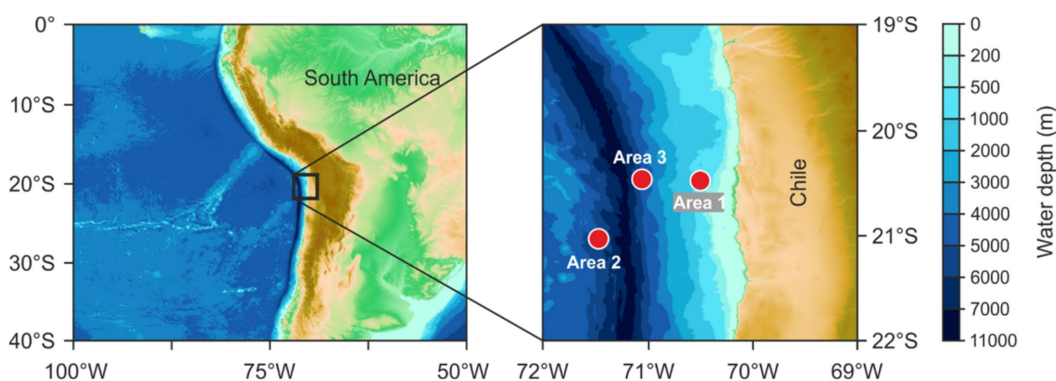 0°
10°S
20°S
30°S
40°S
100°W
75°W
50°W
South America
19°S
20°S
21°S
22°S
72°W
71°W
70°W
69°W
Area 3
Area 1
Area 2
Chile
0
200
500
1000
2000
3000
4000
5000
6000
7000
11000
Water depth (m)